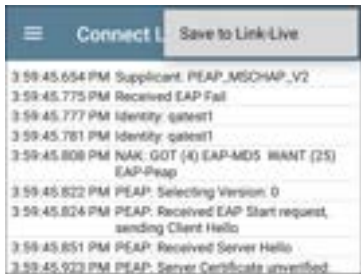 Connect L
Save to Link-Live
3:59:45.654 PM Supplicant: PEAP_MSCHAP_V2
3:59:45.775 PM Received EAP Fail
3:59:45.777 PM Identity: qatest1
3:59:45.781 PM Identity: qatest1
3:59:45.808 PM NAK: GOT (4) EAP-MD5 WANT (25)
EAP-Peap
3:59:45.822 PM PEAP: Selecting Version: 0
3:59:45.824 PM PEAP: Received EAP Start request,
sending Client Hello
3:59:45.851 PM PEAP: Received Server Hello
3:59:45.923 PM PEAP: Server Certificate unverified